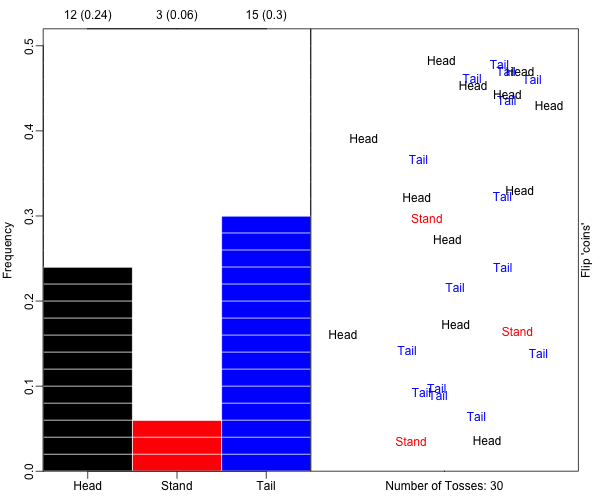 12 (0.24) 3 (0.06) 15 (0.3)
Frequency
0.5
0.4
0.3
0.2
0.1
0.0
Head Stand Tail
Head
Tail
Tail Head
Tail Tail
Head
Head
Tail
Head
Head
Tail
Head
Head Tail
Stand
Head
Tail
Tail
Head
Stand
Head
Tail
Tail
Tail
Tail
Tail
Tail
Stand
Head
Number of Tosses: 30
Flip 'coins'